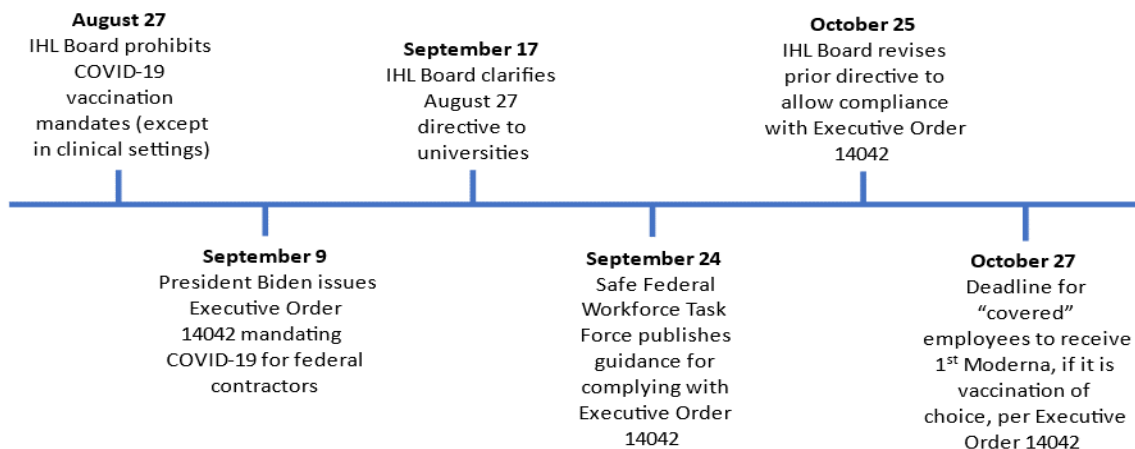 August 27
IHL Board prohibits
COVID-19
vaccination
mandates (except
in clinical settings)
September 17
IHL Board clarifies
August 27
directive to
universities
October 25
IHL Board revises
prior directive to
allow compliance
with Executive Order
14042
September 9
President Biden issues
Executive Order
14042 mandating
COVID-19 for federal
contractors
September 24
Safe Federal
Workforce Task
Force publishes
guidance for
complying with
Executive Order
14042
October 27
Deadline for
“covered”
employees to receive
1st Moderna, if it is
vaccination of
choice, per Executive
Order 14042